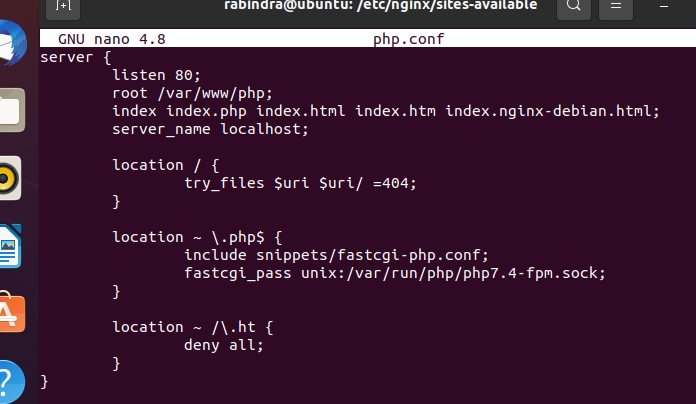 rabindra@ubuntu: /etc/nginx/sites-available
GNU nano 4.8 php.conf
server {
listen 80;
root /var/www/php;
index index.php index.html index.htm index.nginx-debian.html;
server_name localhost;
location / {
try_files $uri $uri/ =404;
}
location ~ \.php$ {
include snippets/fastcgi-php.conf;
fastcgi_pass unix:/var/run/php/php7.4-fpm.sock;
}
location ~ /\.ht {
deny all;
}
}